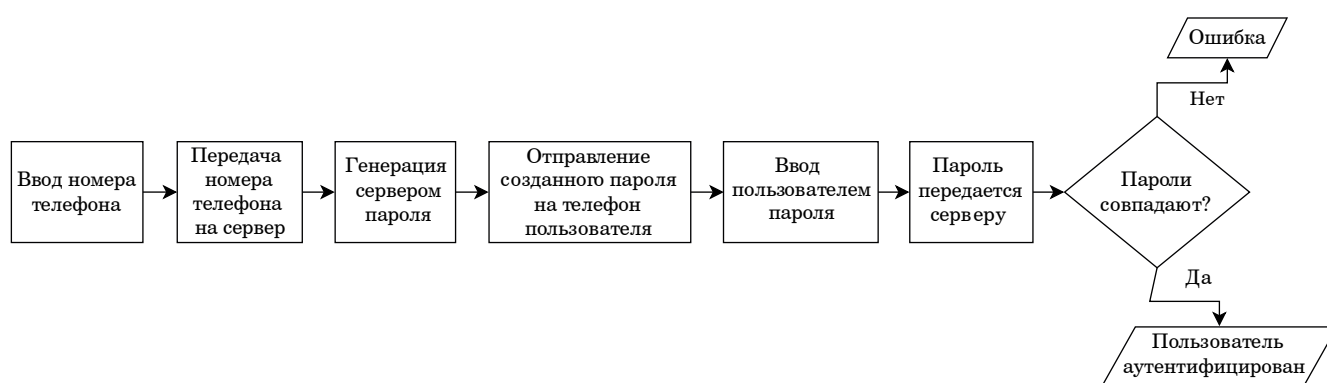 Ввод номера
телефона
Передача
номера
телефона
на сервер
Генерация
сервером
пароля
Отправление
созданного пароля
на телефон
пользователя
Ввод
пользователем
пароля
Пароль
передается
серверу
Пароли
совпадают?
Нет
Ошибка
Да
Пользователь
аутентифицирован